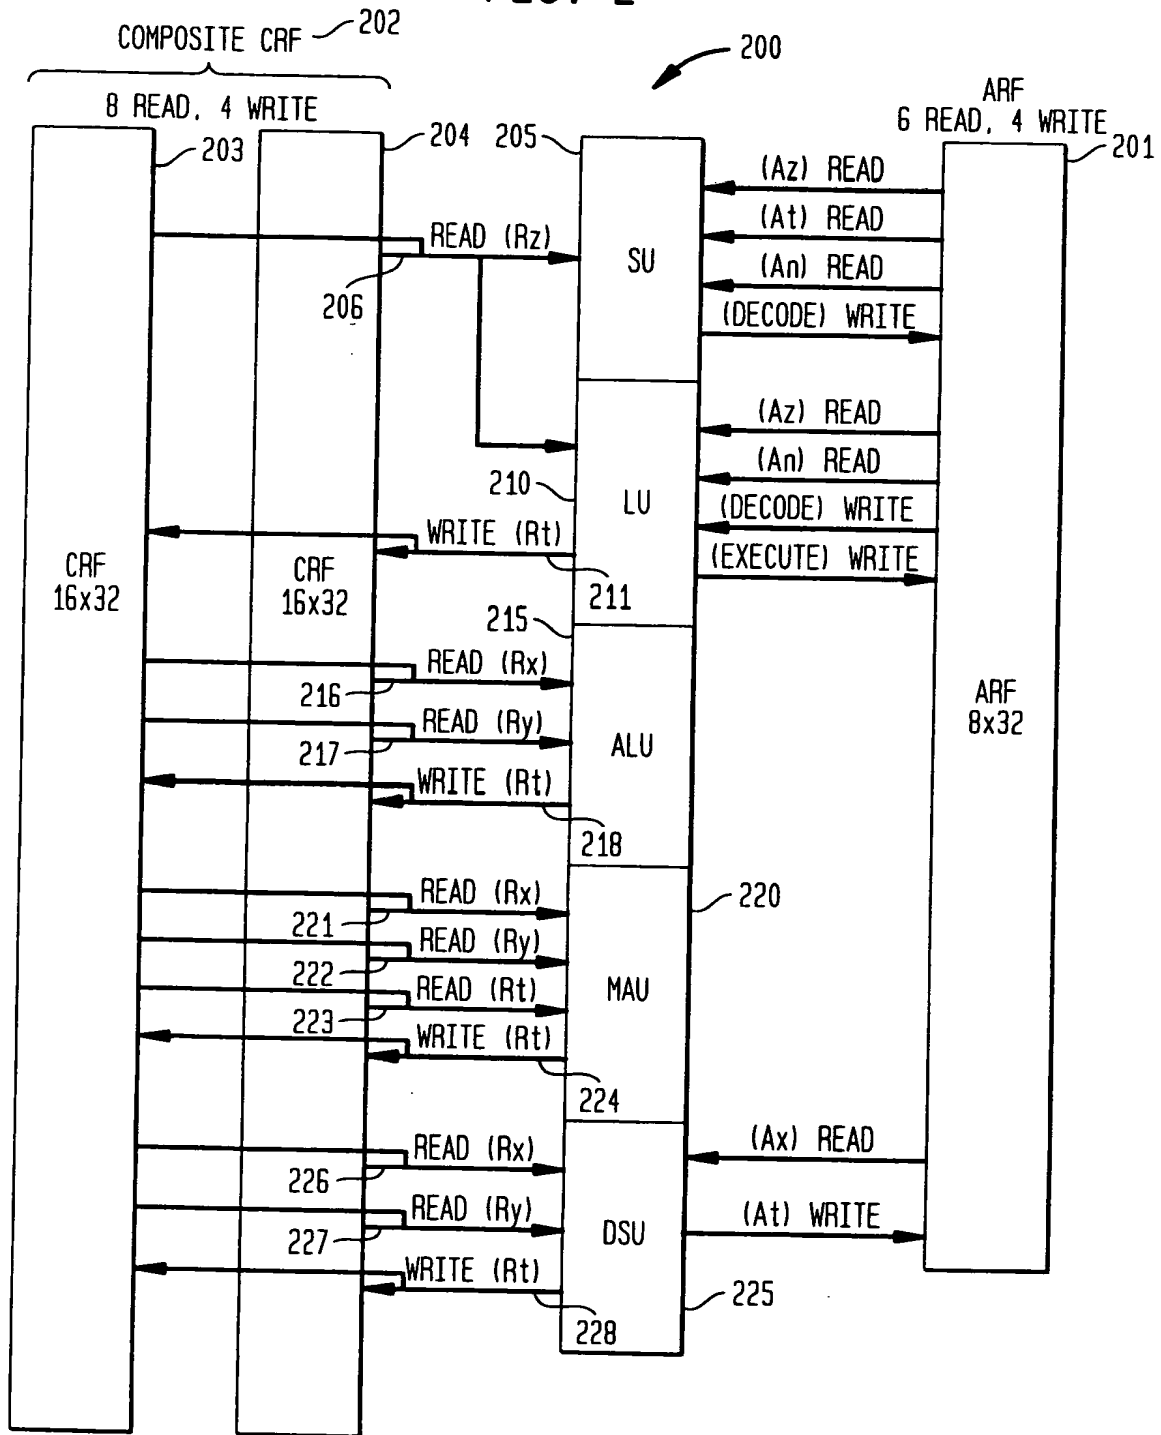 COMPOSITE CRF 202
8 READ, 4 WRITE
203
204
205
200
ARF
6 READ, 4 WRITE
201
(Az) READ
(At) READ
(An) READ
(DECODE) WRITE
READ (Rz)
206
SU
(Az) READ
(An) READ
(DECODE) WRITE
(EXECUTE) WRITE
210
LU
WRITE (Rt)
211
CRF
16x32
CRF
16x32
215
READ (Rx)
216
READ (Ry)
217
ALU
WRITE (Rt)
218
ARF
8x32
READ (Rx)
221
220
READ (Ry)
222
READ (Rt)
223
MAU
WRITE (Rt)
224
READ (Rx)
226
(Ax) READ
READ (Ry)
227
DSU
(At) WRITE
WRITE (Rt)
228
225